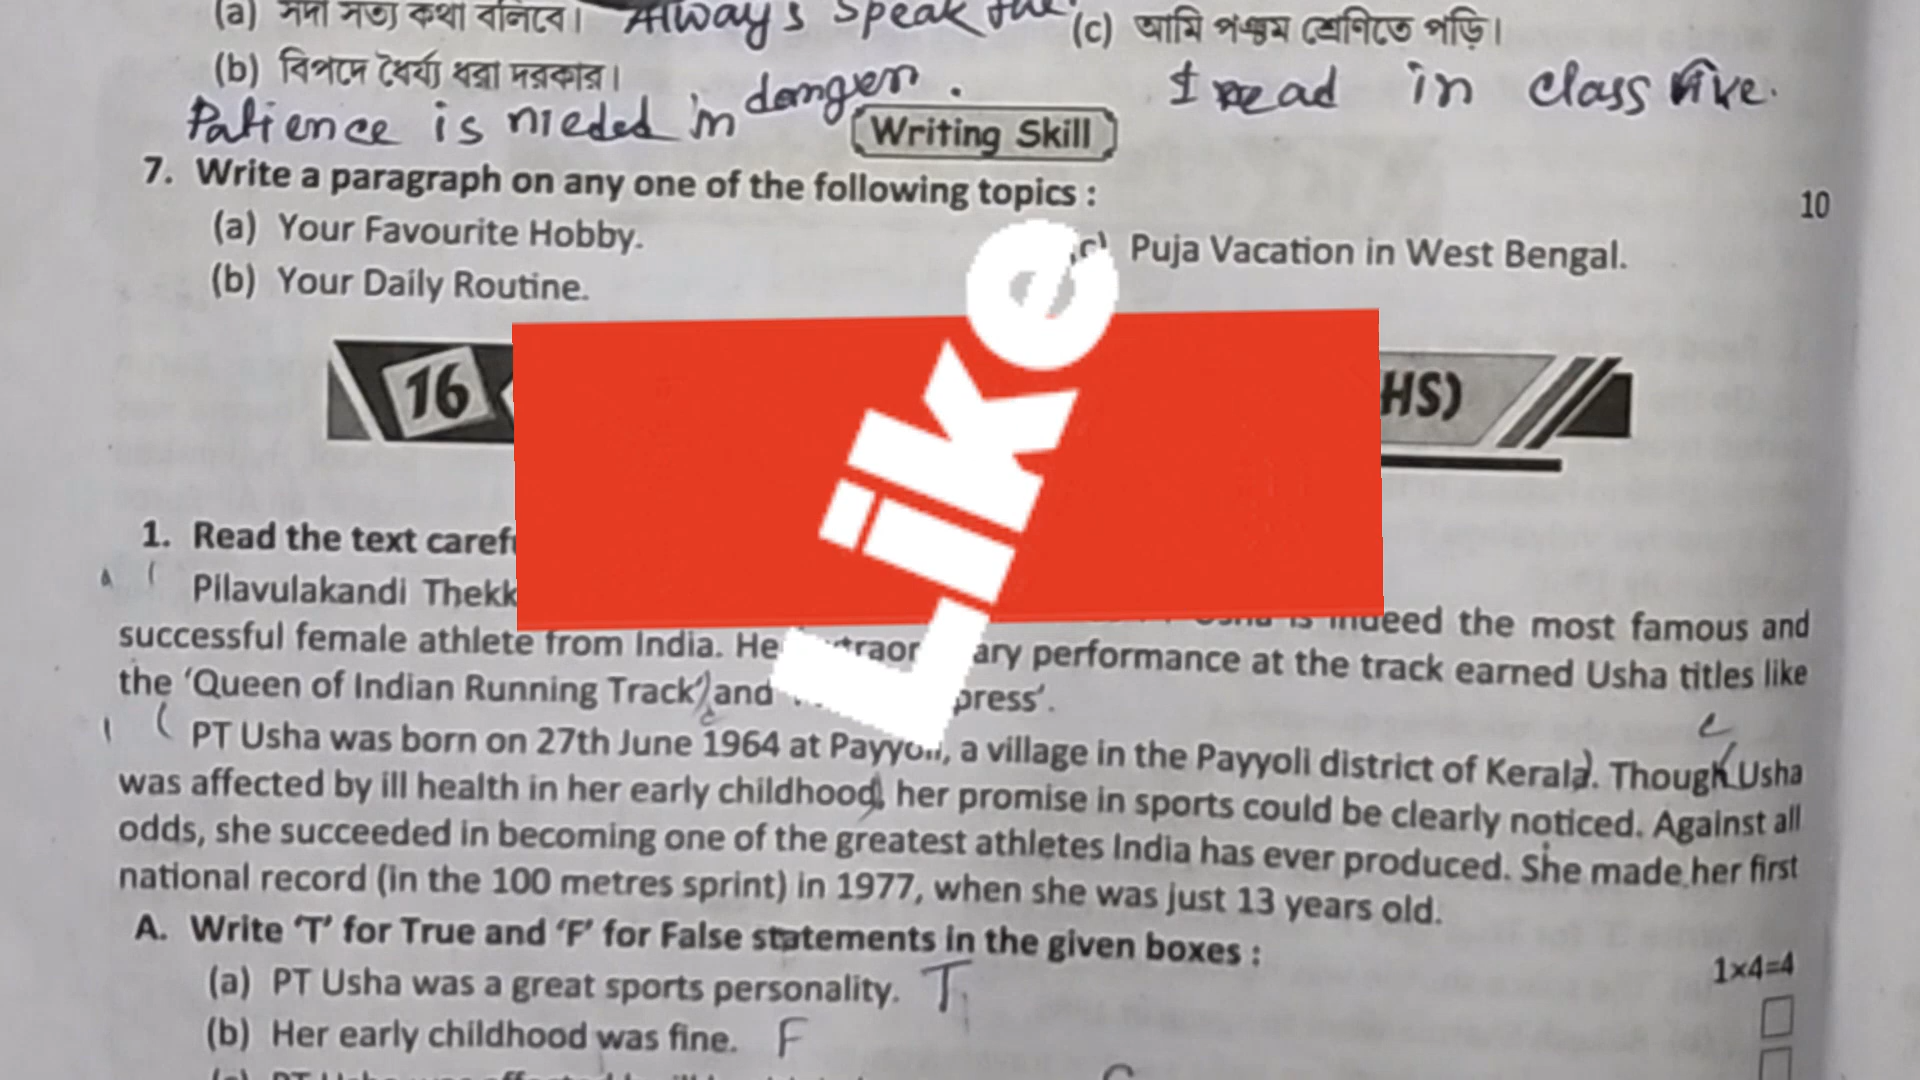 (a) সদা সত্য কথা বলিবে। Always speak the
(b) বিপদে ধৈর্য্য ধরা দরকার।
Patience is nieded in danger.
(c) আমি পঞ্চম শ্রেণিতে পড়ি।
I read in class five.
Writing Skill
7. Write a paragraph on any one of the following topics : 10
(a) Your Favourite Hobby.
(b) Your Daily Routine.
(c) Puja Vacation in West Bengal.
16 HS)
Like
1. Read the text
Pilavulakandi is indeed the most famous and
successful female athlete from India. performance at the track earned Usha titles like
the ‘Queen of Indian Running Track’ and
PT Usha was born on 27th June 1964 at Payyoli, a village in the Payyoli district of Kerala. Though Usha
was affected by ill health in her early childhood, her promise in sports could be clearly noticed. Against all
odds, she succeeded in becoming one of the greatest athletes India has ever produced. She made her first
national record (in the 100 metres sprint) in 1977, when she was just 13 years old.
A. Write ‘T’ for True and ‘F’ for False statements in the given boxes : 1×4=4
(a) PT Usha was a great sports personality. T
(b) Her early childhood was fine. F